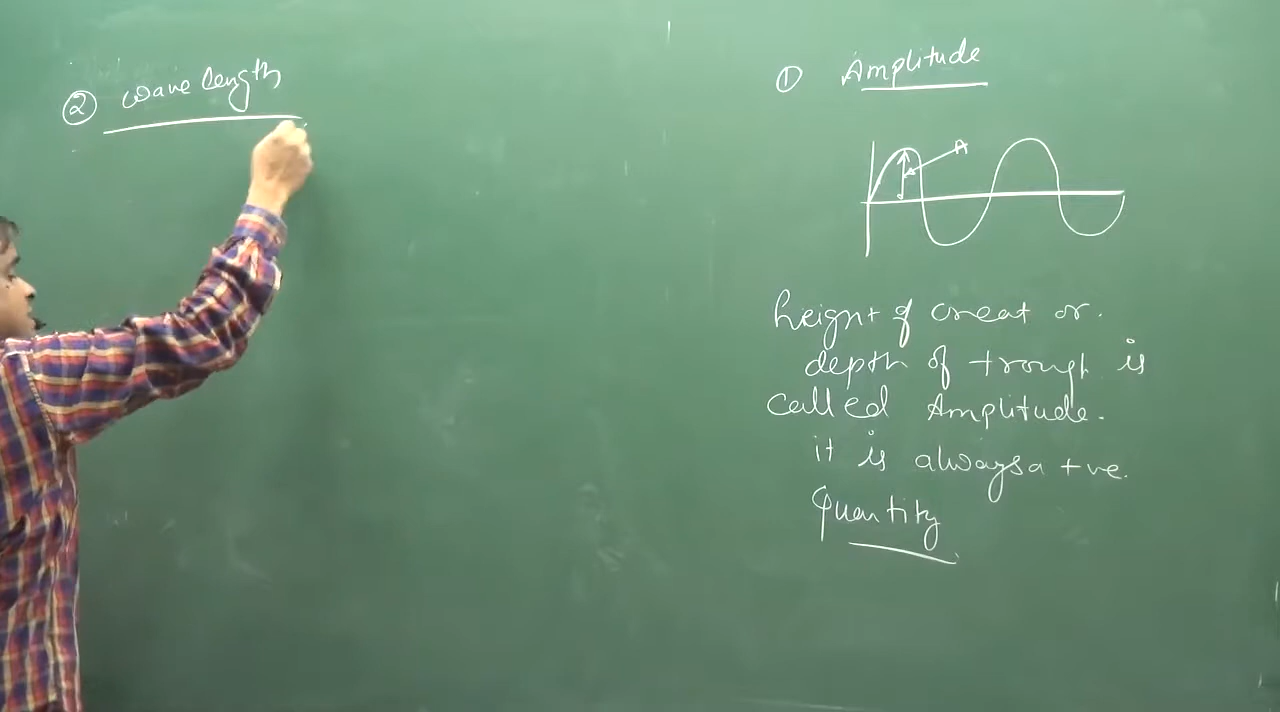 ② wave length
① Amplitude
A
height of creat or.
depth of trough is
called Amplitude.
it is always a +ve.
Quantity